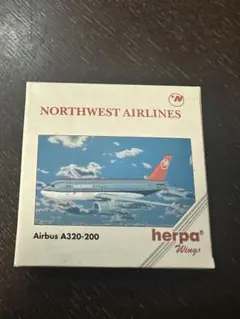 NORTHWEST AIRLINES
Airbus A320-200
herpa®
Wings